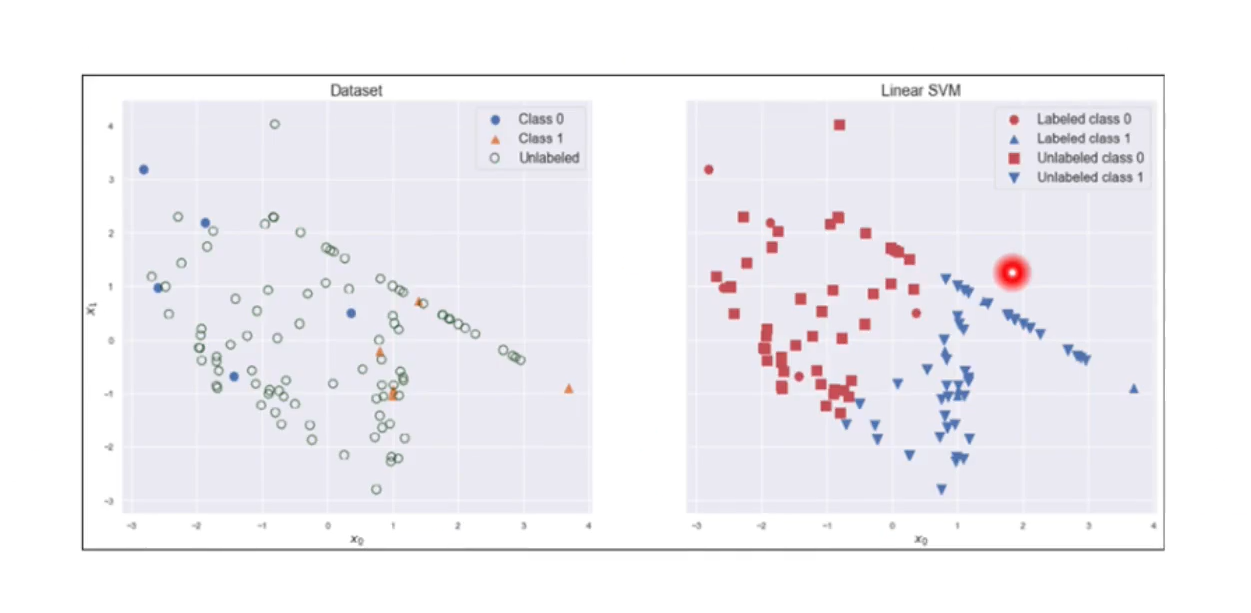 Dataset
Class 0
Class 1
Unlabeled
4
3
2
1
0
−1
−2
−3
x₁
−3 −2 −1 0 1 2 3 4
x₀
Linear SVM
Labeled class 0
Labeled class 1
Unlabeled class 0
Unlabeled class 1
−3 −2 −1 0 1 2 3 4
x₀